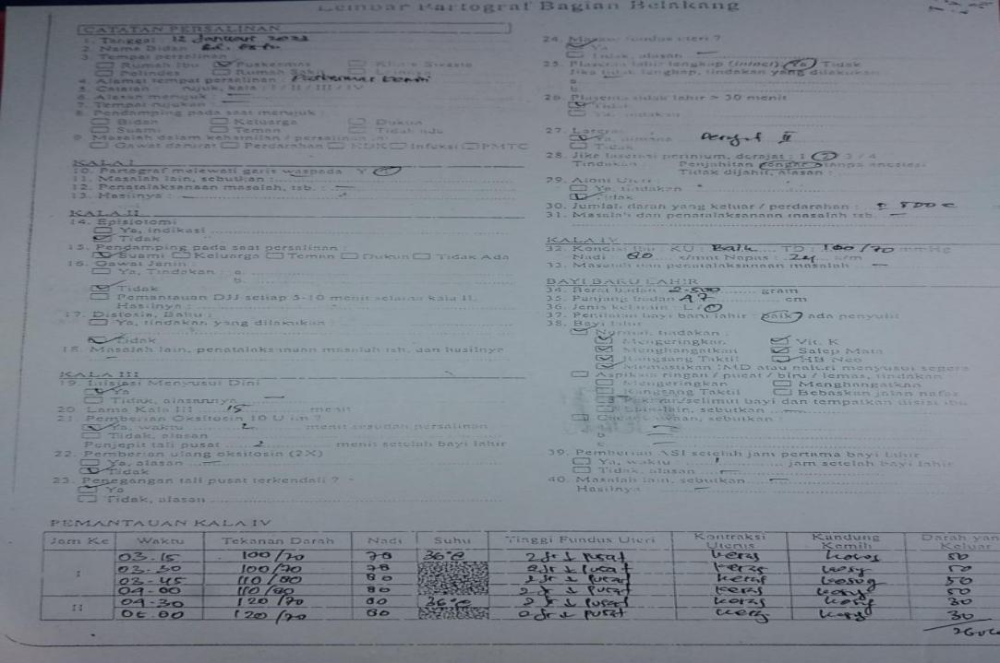 Lembar Partograf Bagian Belakang
CATATAN PERSALINAN
1. Tanggal : 12 Januari
2. Nama Bidan
3. Tempat persalinan
Rumah Ibu Puskesmas Klinik Swasta
Polindes Rumah Sakit Lainnya
4. Alamat tempat persalinan : Puskesmas
5. Catatan : rujuk, kala : I / II / III / IV
6. Alasan merujuk : —
7. Tempat rujukan :
8. Pendamping pada saat merujuk :
Bidan Keluarga Dukun
Suami Teman Tidak ada
9. Masalah dalam kehamilan / persalinan ini
Gawat darurat Perdarahan HDK Infeksi PMTC
KALA I
10. Partograf melewati garis waspada Y
11. Masalah lain, sebutkan :
12. Penatalaksanaan masalah, tsb. : —
13. Hasilnya : —
KALA II
14. Episiotomi
Ya, indikasi
Tidak
15. Pendamping pada saat persalinan :
Suami Keluarga Teman Dukun Tidak Ada
16. Gawat Janin :
Ya, Tindakan : a.
b.
Tidak
Pemantauan DJJ setiap 5-10 menit selama kala II.
Hasilnya :
17. Distosia, Bahu :
Ya, tindakan yang dilakukan :
Tidak
18. Masalah lain, penatalaksanaan masalah tsb, dan hasilnya
KALA III
19. Inisiasi Menyusui Dini
Ya
Tidak, alasannya —
20. Lama Kala III : 15 menit
21. Pemberian Oksitosin 10 U im ?
Ya, waktu 2 menit sesudah persalinan
Tidak, alasan
Penjepit tali pusat 2 menit setelah bayi lahir
22. Pemberian ulang oksitosin (2X)
Ya, alasan —
Tidak
23. Penegangan tali pusat terkendali ?
Ya
Tidak, alasan
24. Masase fundus uteri ?
Ya
Tidak, alasan —
25. Plasenta lahir lengkap (intact) Ya Tidak
Jika tidak lengkap, tindakan yang dilakukan
a.
b.
26. Plasenta tidak lahir > 30 menit
Tidak
Ya, tindakan
27. Laserasi
Ya, dimana Derajat II
Tidak
28. Jika laserasi perinium, derajat : 1 2 3 / 4
Tindakan : Penjahitan dengan / tanpa anestesi
Tidak dijahit, alasan :
29. Atoni Uteri :
Ya, tindakan
Tidak
30. Jumlah darah yang keluar / perdarahan :
31. Masalah dan penatalaksanaan masalah tsb. —
KALA IV
32. Kondisi Ibu : KU : Baik TD : 100 / 70 mmHg
Nadi : 80 x/mnt Napas : 24 x/m
33. Masalah dan penatalaksanaan masalah : —
BAYI BARU LAHIR
34. Berat badan 2.500 gram
35. Panjang badan 47 cm
36. Jenis kelamin : L / P
37. Penilaian bayi baru lahir : baik / ada penyulit
38. Bayi lahir
Normal, tindakan :
Mengeringkan Vit. K
Menghangatkan Salep Mata
Rangsang Taktil HB Neo
Memastikan IMD atau naluri menyusui segera
Aspiksia ringan / pucat / biru / lemas, tindakan
Mengeringkan Menghangatkan
Rangsang Taktil Bebaskan jalan nafas
Pakaian/selimut bayi dan tempatkan disisi ibu
Lain-lain, sebutkan
sebutkan :
b. —
c. —
39. Pemberian ASI setelah jam pertama bayi lahir
Ya, waktu : 1 jam setelah bayi lahir
Tidak, alasan —
40. Masalah lain, sebutkan —
Hasilnya —
PEMANTAUAN KALA IV
Jam Ke Waktu Tekanan Darah Nadi Suhu Tinggi Fundus Uteri Kontraksi Uterus Kandung Kemih Darah yan Keluar
I 03.15 100/70 78 36°c 2 jr ↓ pusat keras kosong 50
03.30 100/70 78 2 jr ↓ pusat keras kosong 50
03.45 110/80 80 2 jr ↓ pusat keras kosong 50
04.00 110/80 80 2 jr ↓ pusat keras kosong 50
II 04.30 120/70 80 36°c 2 jr ↓ pusat keras kosong 30
05.00 120/70 80 2 jr ↓ pusat keras kosong 30